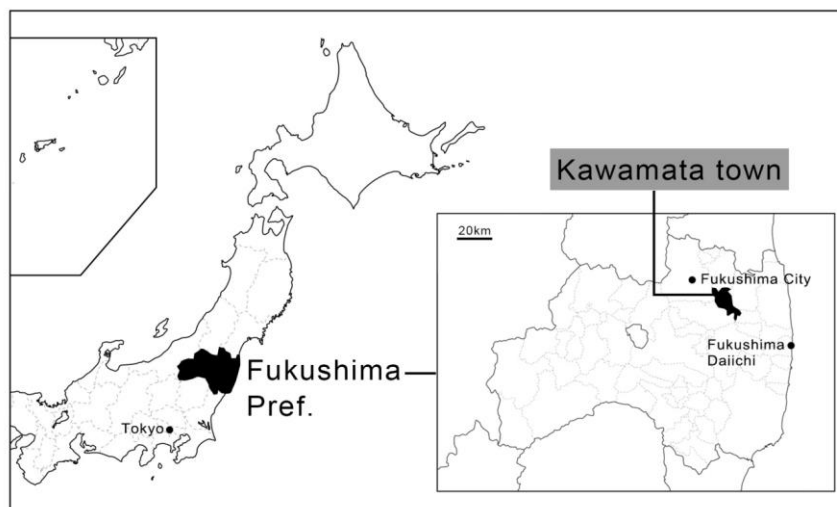 Kawamata town
20km
Fukushima City
Fukushima
Daiichi
Fukushima
Pref.
Tokyo